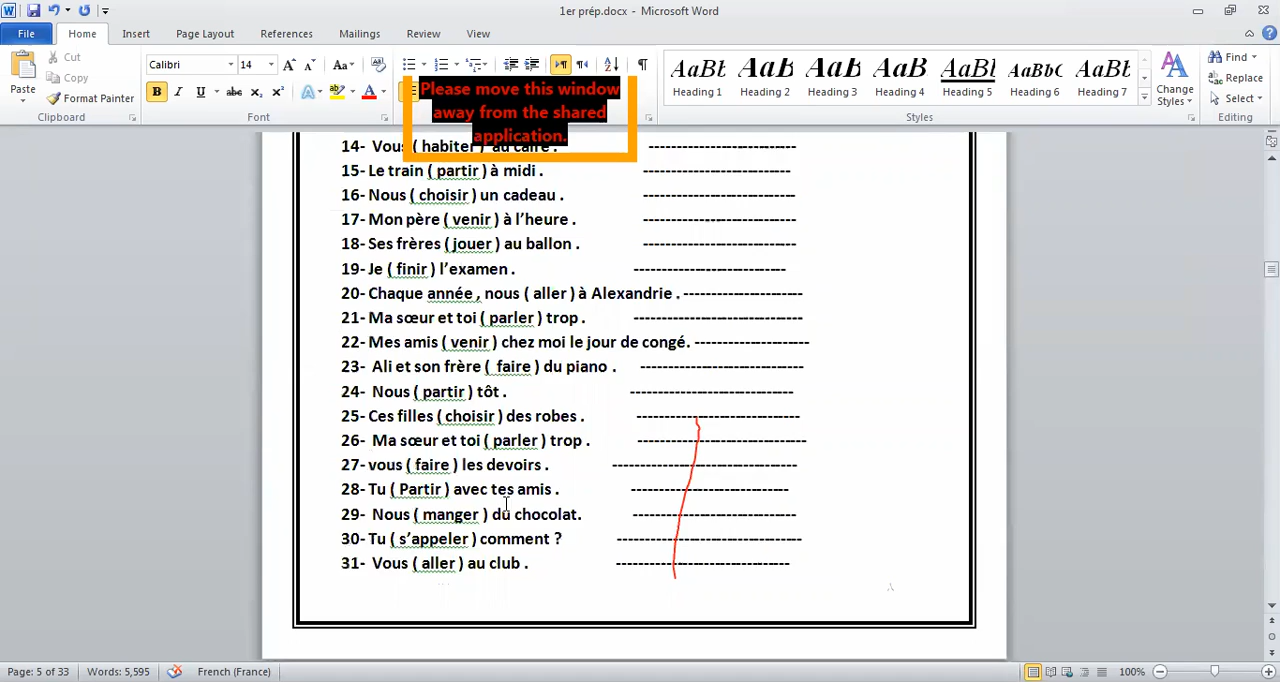 1er prép.docx - Microsoft Word
File Home Insert Page Layout References Mailings Review View
Paste
Cut
Copy
Format Painter
Clipboard
Calibri 14
Font
Please move this window
away from the shared
application.
AaBb Heading 1
AaB Heading 2
AaB Heading 3
AaB Heading 4
AaBl Heading 5
AaBbC Heading 6
AaBb Heading 7
Change
Styles
Styles
Find
Replace
Select
Editing
14- Vous ( habiter ) au caire . ------------------------------
15- Le train ( partir ) à midi . ------------------------------
16- Nous ( choisir ) un cadeau . ------------------------------
17- Mon père ( venir ) à l’heure . ------------------------------
18- Ses frères ( jouer ) au ballon . ------------------------------
19- Je ( finir ) l’examen . ------------------------------
20- Chaque année , nous ( aller ) à Alexandrie . ------------------------
21- Ma sœur et toi ( parler ) trop . ---------------------------------
22- Mes amis ( venir ) chez moi le jour de congé. -----------------------
23- Ali et son frère ( faire ) du piano . ---------------------------------
24- Nous ( partir ) tôt . ---------------------------------
25- Ces filles ( choisir ) des robes . ---------------------------------
26- Ma sœur et toi ( parler ) trop . ----------------------------------
27- vous ( faire ) les devoirs . -------------------------------------
28- Tu ( Partir ) avec tes amis . --------------------------------
29- Nous ( manger ) du chocolat. ---------------------------------
30- Tu ( s’appeler ) comment ? -------------------------------------
31- Vous ( aller ) au club . -----------------------------------
Page: 5 of 33 Words: 5,595 French (France) 100%